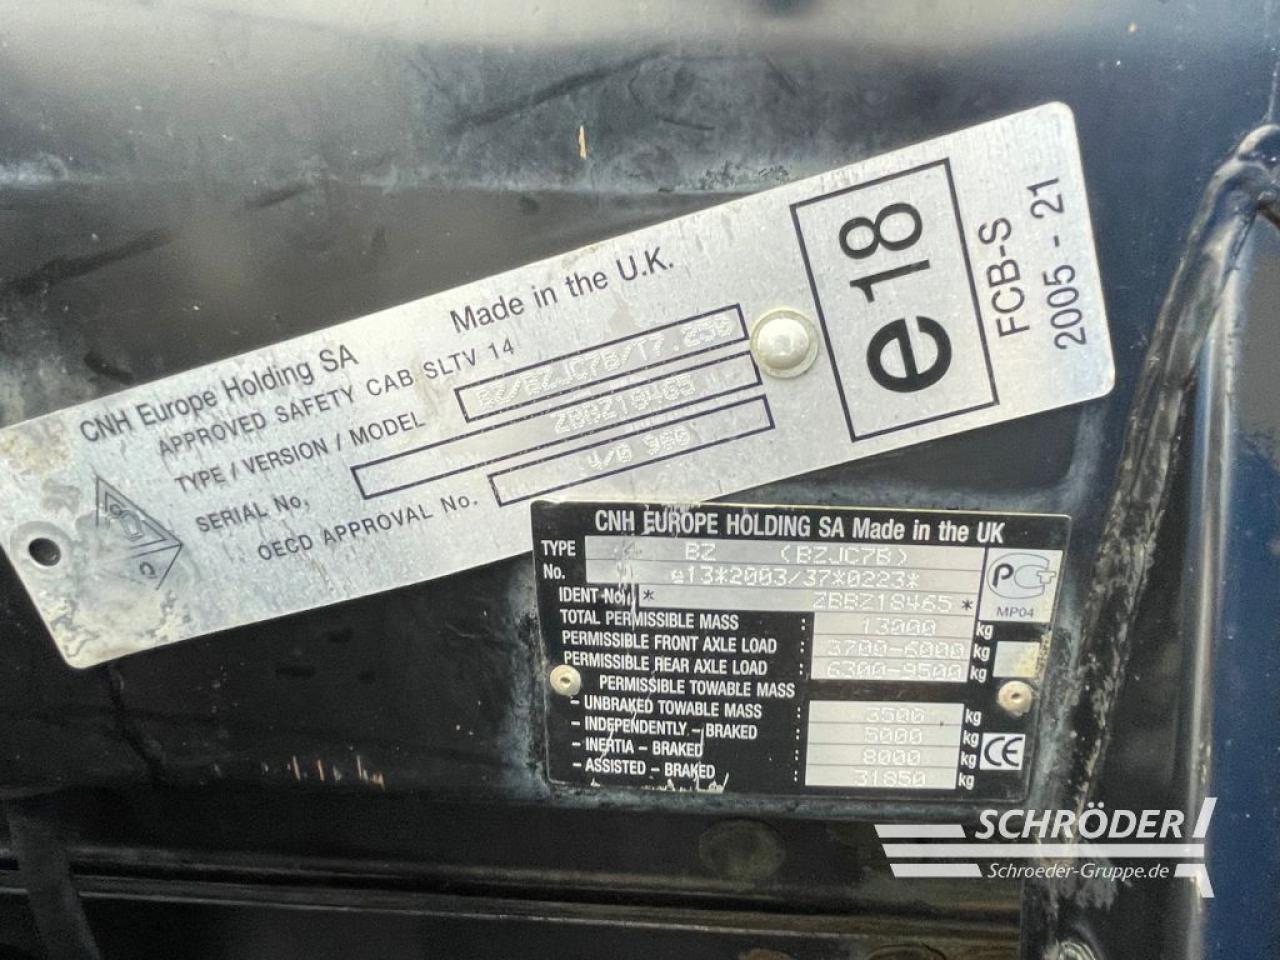 CNH Europe Holding SA Made in the U.K.
APPROVED SAFETY CAB SLTV 14
TYPE / VERSION / MODEL BZ/BZJC7B/T7.250
SERIAL No. ZBBZ18465
OECD APPROVAL No. 4/0 960
e18
FCB-S
2005 - 21
CNH EUROPE HOLDING SA Made in the UK
TYPE BZ (BZJC7B)
No. e13*2003/37*0223*
IDENT No. * ZBBZ18465 *
MP04
TOTAL PERMISSIBLE MASS : 13000 kg
PERMISSIBLE FRONT AXLE LOAD : 3700-6000 kg
PERMISSIBLE REAR AXLE LOAD : 6300-9500 kg
PERMISSIBLE TOWABLE MASS
- UNBRAKED TOWABLE MASS : 3500 kg
- INDEPENDENTLY - BRAKED : 5000 kg
- INERTIA - BRAKED : 8000 kg
- ASSISTED - BRAKED : 31850 kg
CE
SCHRÖDER
Schroeder-Gruppe.de